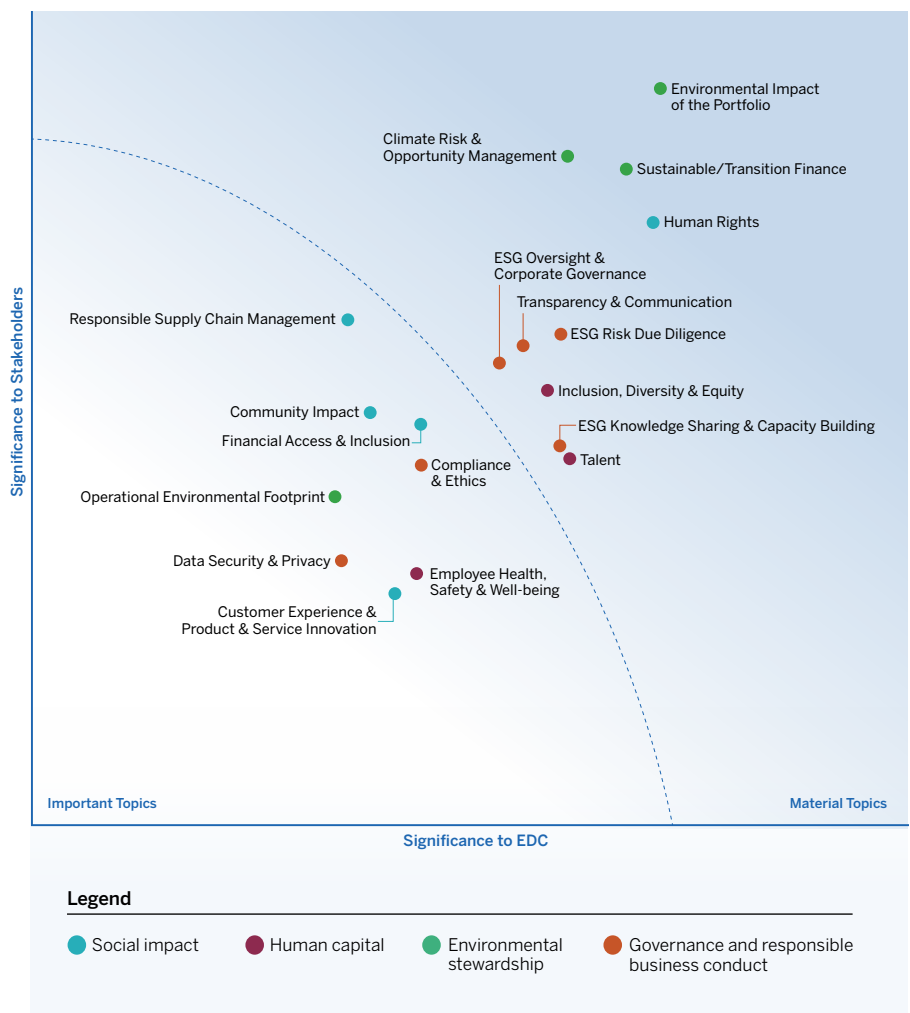 Environmental Impact
of the Portfolio
Climate Risk &
Opportunity Management
Sustainable/Transition Finance
Human Rights
ESG Oversight &
Corporate Governance
Transparency & Communication
Responsible Supply Chain Management
ESG Risk Due Diligence
Inclusion, Diversity & Equity
Community Impact
ESG Knowledge Sharing & Capacity Building
Financial Access & Inclusion
Talent
Compliance
& Ethics
Operational Environmental Footprint
Data Security & Privacy
Employee Health,
Safety & Well-being
Customer Experience &
Product & Service Innovation
Significance to Stakeholders
Important Topics
Material Topics
Significance to EDC
Legend
Social impact
Human capital
Environmental
stewardship
Governance and responsible
business conduct